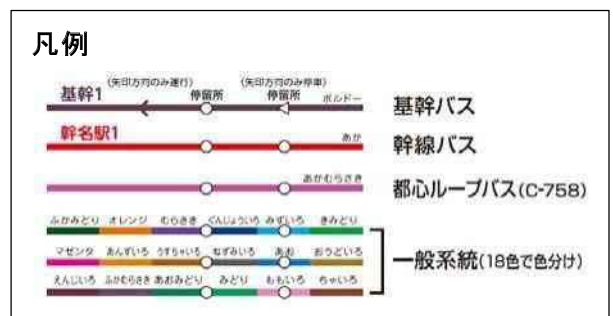 凡例
(矢印方向のみ運行) (矢印方向のみ停車)
基幹1 停留所 停留所 ボルドー 基幹バス
幹名駅1 あか 幹線バス
あかむらさき 都心ループバス(C-758)
ふかみどり オレンジ むらさき ぐんじょういろ みずいろ きみどり
マゼンタ あんずいろ うすちゃいろ ねずみいろ あお おうどいろ 一般系統(18色で色分け)
えんじいろ ふかむらさき あおみどり みどり ももいろ ちゃいろ